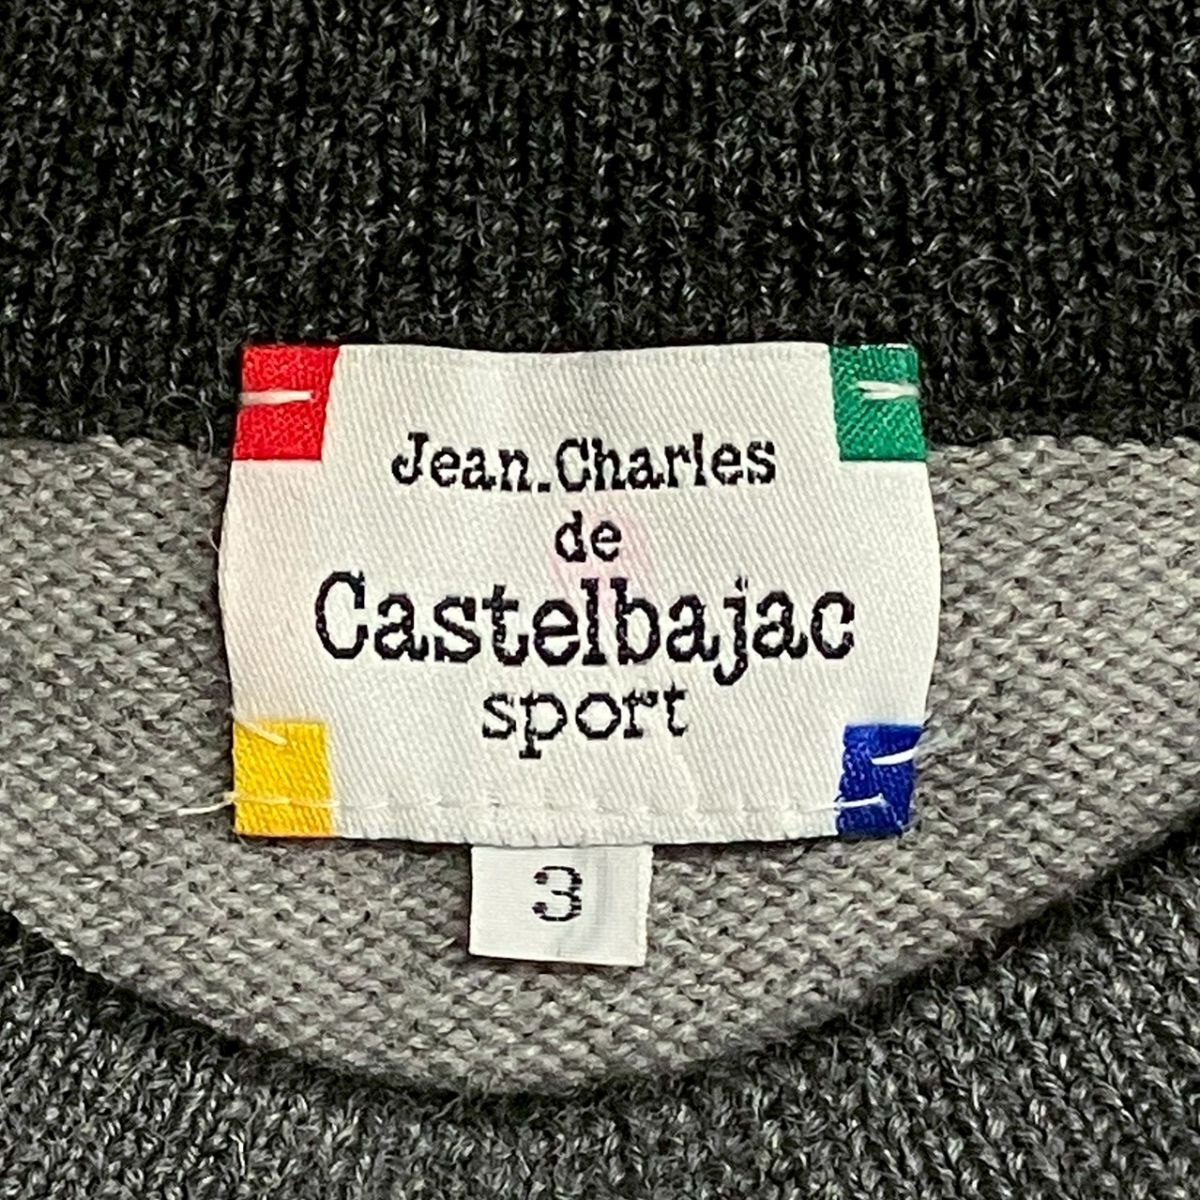 Jean.Charles
de
Castelbajac
sport
3